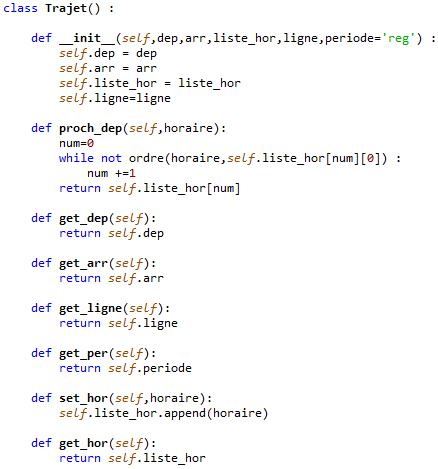 class Trajet() :
    def __init__(self,dep,arr,liste_hor,ligne,periode='reg') :
        self.dep = dep
        self.arr = arr
        self.liste_hor = liste_hor
        self.ligne=ligne
    def proch_dep(self,horaire):
        num=0
        while not ordre(horaire,self.liste_hor[num][0]) :
            num +=1
        return self.liste_hor[num]
    def get_dep(self):
        return self.dep
    def get_arr(self):
        return self.arr
    def get_ligne(self):
        return self.ligne
    def get_per(self):
        return self.periode
    def set_hor(self,horaire):
        self.liste_hor.append(horaire)
    def get_hor(self):
        return self.liste_hor